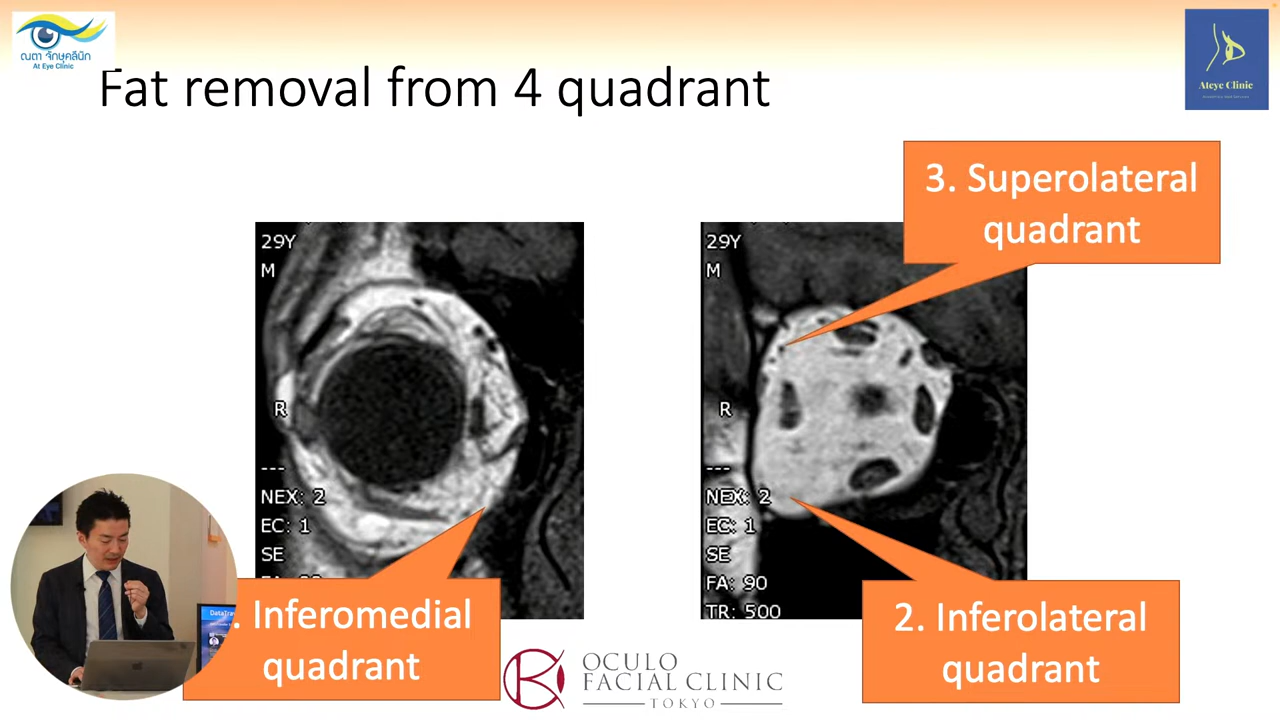 ณตา จักษุคลินิก
At Eye Clinic
Ateye Clinic
Fat removal from 4 quadrant
3. Superolateral
quadrant
29Y
M
R
---
NEX: 2
EC: 1
SE
29Y
M
R
---
NEX: 2
EC: 1
SE
FA: 90
TR: 500
. Inferomedial
quadrant
2. Inferolateral
quadrant
OCULO
FACIAL CLINIC
TOKYO